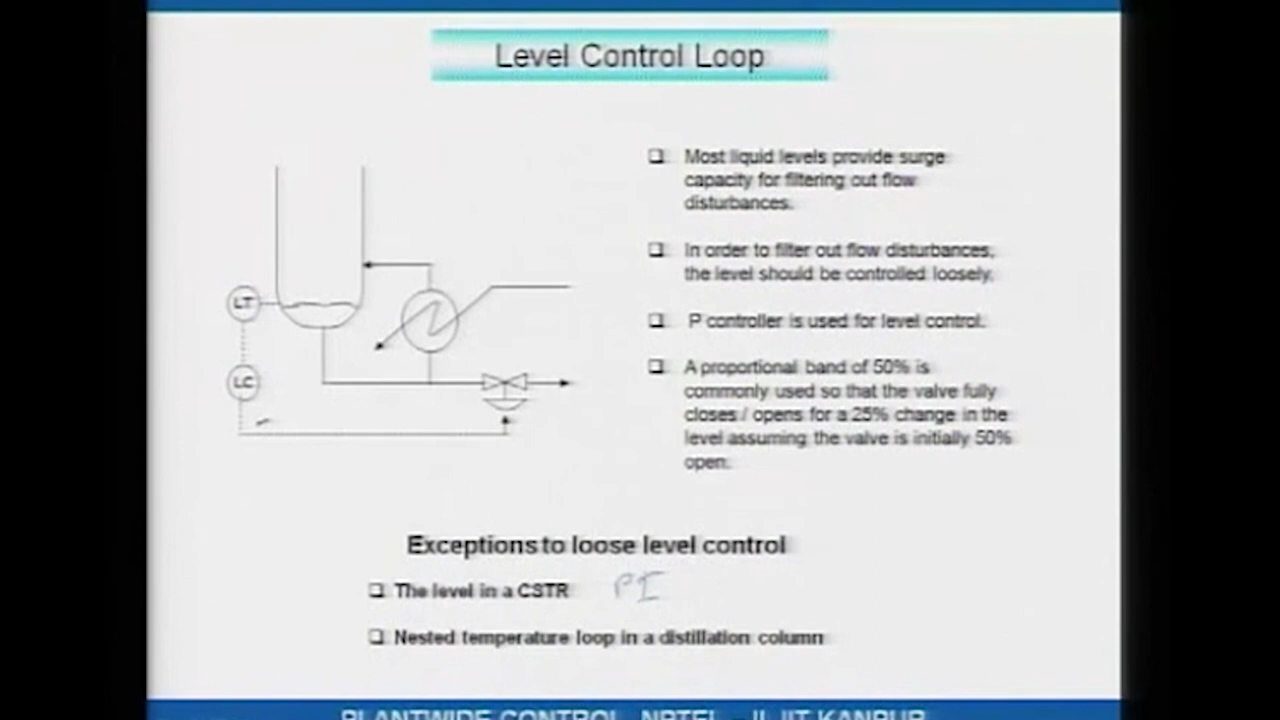 Level Control Loop
❑ Most liquid levels provide surge
capacity for filtering out flow
disturbances.
❑ In order to filter out flow disturbances,
the level should be controlled loosely.
❑ P controller is used for level control.
❑ A proportional band of 50% is
commonly used so that the valve fully
closes / opens for a 25% change in the
level assuming the valve is initially 50%
open.
LT
LC
Exceptions to loose level control
❑ The level in a CSTR PI
❑ Nested temperature loop in a distillation column
PLANTWIDE CONTROL, NPTEL - II, IIT KANPUR